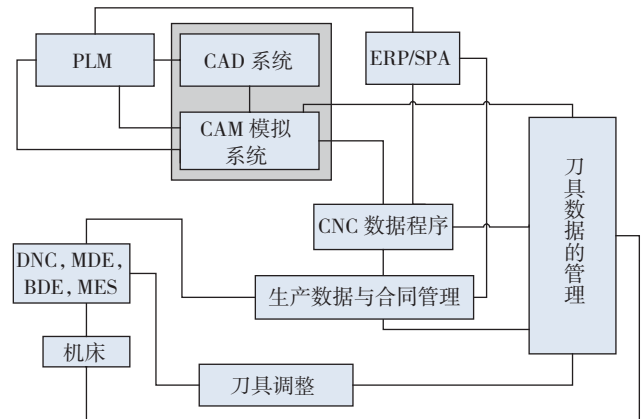 PLM
CAD 系统
ERP/SPA
CAM 模拟
系统
刀具数据的管理
CNC 数据程序
DNC, MDE,
BDE, MES
生产数据与合同管理
机床
刀具调整